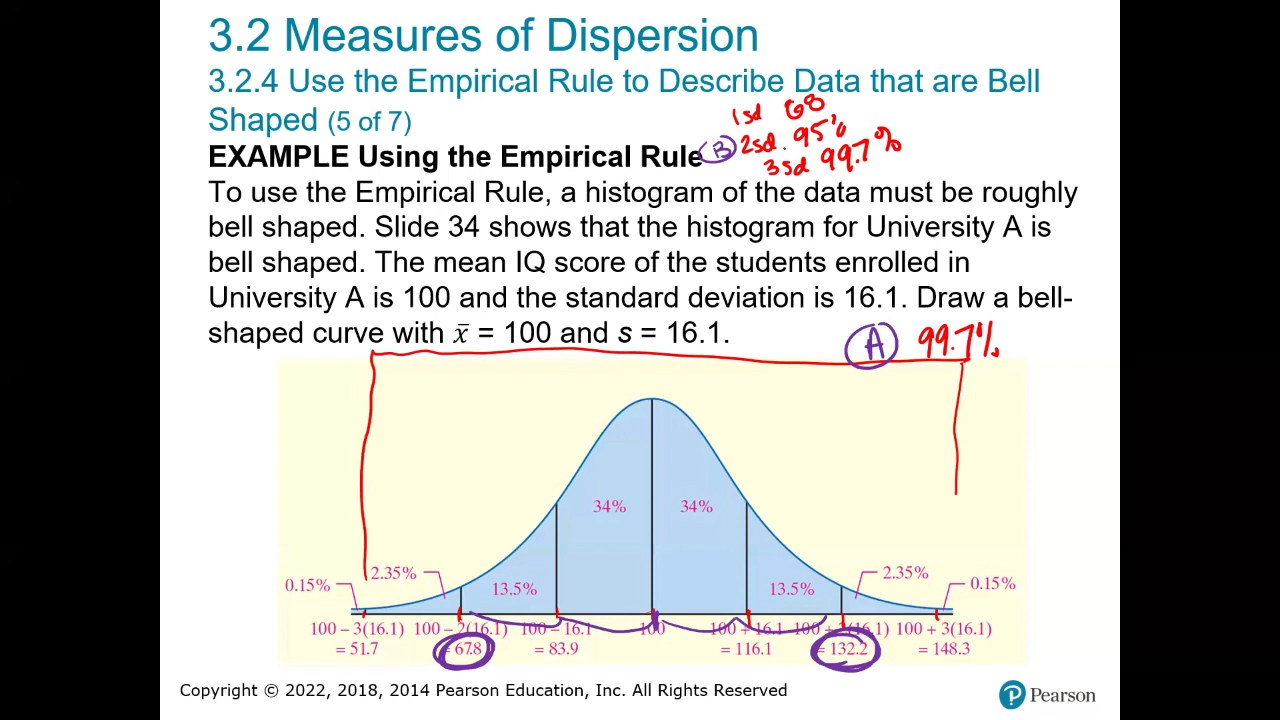 3.2 Measures of Dispersion
3.2.4 Use the Empirical Rule to Describe Data that are Bell
Shaped (5 of 7)
1sd 68
EXAMPLE Using the Empirical Rule (B) 2sd. 95%
3sd 99.7%
To use the Empirical Rule, a histogram of the data must be roughly
bell shaped. Slide 34 shows that the histogram for University A is
bell shaped. The mean IQ score of the students enrolled in
University A is 100 and the standard deviation is 16.1. Draw a bell-
shaped curve with x̄ = 100 and s = 16.1.
A 99.7%
34% 34%
0.15% 2.35% 13.5% 13.5% 2.35% 0.15%
100 – 3(16.1) 100 – 2(16.1) 100 – 16.1 100 100 + 16.1 100 + 2(16.1) 100 + 3(16.1)
= 51.7 = 67.8 = 83.9 = 116.1 = 132.2 = 148.3
Copyright © 2022, 2018, 2014 Pearson Education, Inc. All Rights Reserved
P Pearson